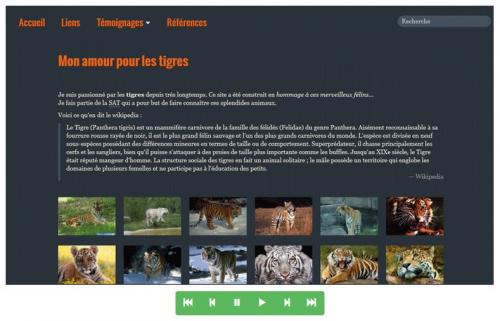 Accueil Liens Témoignages Références
Recherche
Mon amour pour les tigres
Je suis passionné par les tigres depuis trés longtemps. Ce site a été construit en hommage à ces merveilleux félins...
Je fais partie de la SAT qui a pour but de faire connaître ces splendides animaux.
Voici ce qu'en dit le wikipedia :
Le Tigre (Panthera tigris) est un mammifère carnivore de la famille des félidés (Felidae) du genre Panthera. Aisément reconnaissable à sa
fourrure rousse rayée de noir, il est le plus grand félin sauvage et l'un des plus grands carnivores du monde. L'espèce est divisée en neuf
sous-espèces possédant des différences mineures en termes de taille ou de comportement. Superprédateur, il chasse principalement les
cerfs et les sangliers, bien qu'il puisse s'attaquer à des proies de taille plus importante comme les buffles. Jusqu'au XIXe siècle, le Tigre
était réputé mangeur d'homme. La structure sociale des tigres en fait un animal solitaire ; le mâle possède un territoire qui englobe les
domaines de plusieurs femelles et ne participe pas à l'éducation des petits.
— Wikipedia